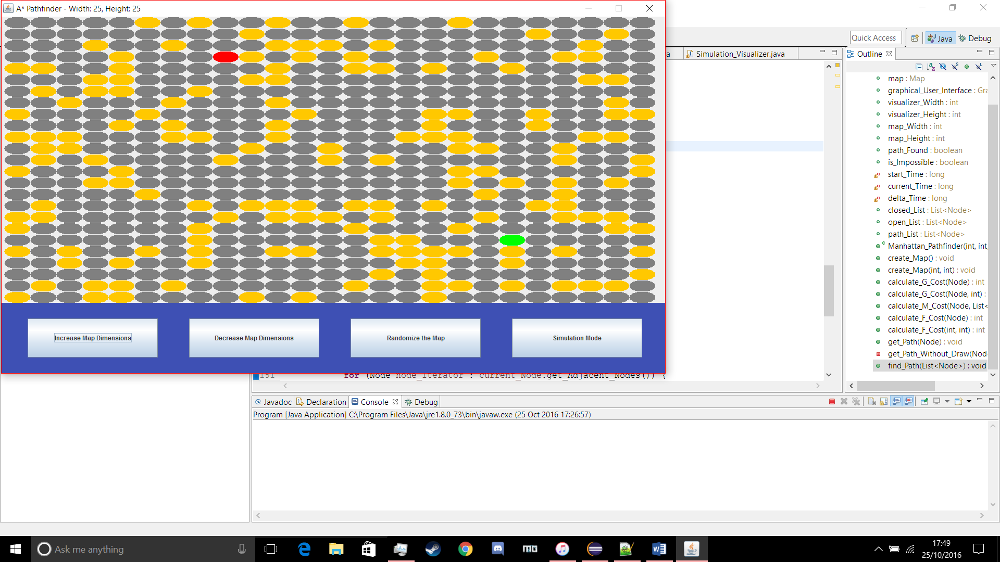 A* Pathfinder - Width: 25, Height: 25
Quick Access
Java
Debug
a
Simulation_Visualizer.java
Outline
map : Map
graphical_User_Interface : Gra
visualizer_Width : int
visualizer_Height : int
map_Width : int
map_Height : int
path_Found : boolean
is_Impossible : boolean
start_Time : long
current_Time : long
delta_Time : long
closed_List : List<Node>
open_List : List<Node>
path_List : List<Node>
Manhattan_Pathfinder(int, int
create_Map() : void
create_Map(int, int) : void
calculate_G_Cost(Node) : int
calculate_G_Cost(Node, int) :
calculate_M_Cost(Node, List<
calculate_F_Cost(Node) : int
calculate_F_Cost(int, int) : int
get_Path(Node) : void
get_Path_Without_Draw(Nod
find_Path(List<Node>) : void
Increase Map Dimensions
Decrease Map Dimensions
Randomize the Map
Simulation Mode
151 for (Node node_Iterator : current_Node.get_Adjacent_Nodes()) {
@ Javadoc
Declaration
Console
Debug
Program [Java Application] C:\Program Files\Java\jre1.8.0_73\bin\javaw.exe (25 Oct 2016 17:26:57)
Ask me anything
17:49
25/10/2016